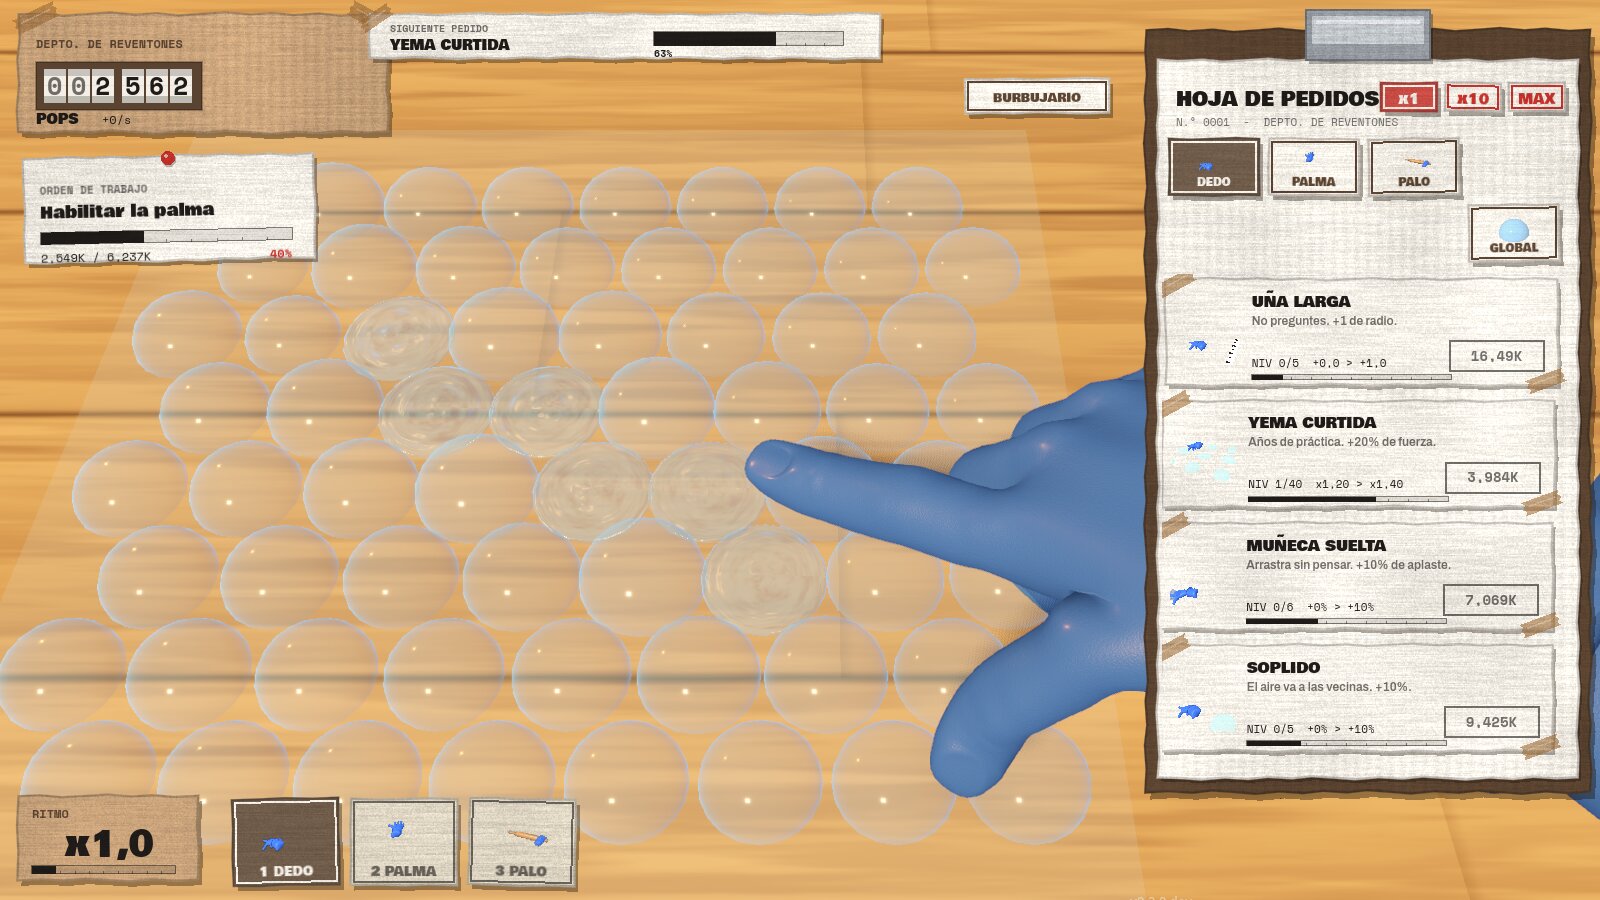 DEPTO. DE REVENTONES
002562
POPS +0/s
SIGUIENTE PEDIDO
YEMA CURTIDA
63%
BURBUJARIO
ORDEN DE TRABAJO
Habilitar la palma
2,549K / 6,237K
40%
HOJA DE PEDIDOS
x1
x10
MAX
N.° 0001 - DEPTO. DE REVENTONES
DEDO
PALMA
PALO
GLOBAL
UÑA LARGA
No preguntes. +1 de radio.
NIV 0/5 +0,0 > +1,0
16,49K
YEMA CURTIDA
Años de práctica. +20% de fuerza.
NIV 1/40 x1,20 > x1,40
3,984K
MUÑECA SUELTA
Arrastra sin pensar. +10% de aplaste.
NIV 0/6 +0% > +10%
7,069K
SOPLIDO
El aire va a las vecinas. +10%.
NIV 0/5 +0% > +10%
9,425K
RITMO
x1,0
1 DEDO
2 PALMA
3 PALO